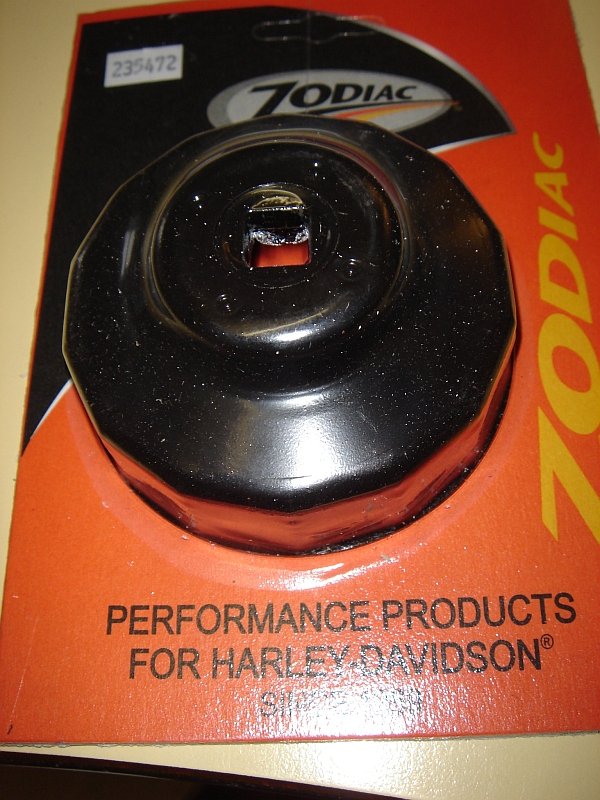 235472
ZODIAC
ZODIAC
PERFORMANCE PRODUCTS
FOR HARLEY-DAVIDSON®